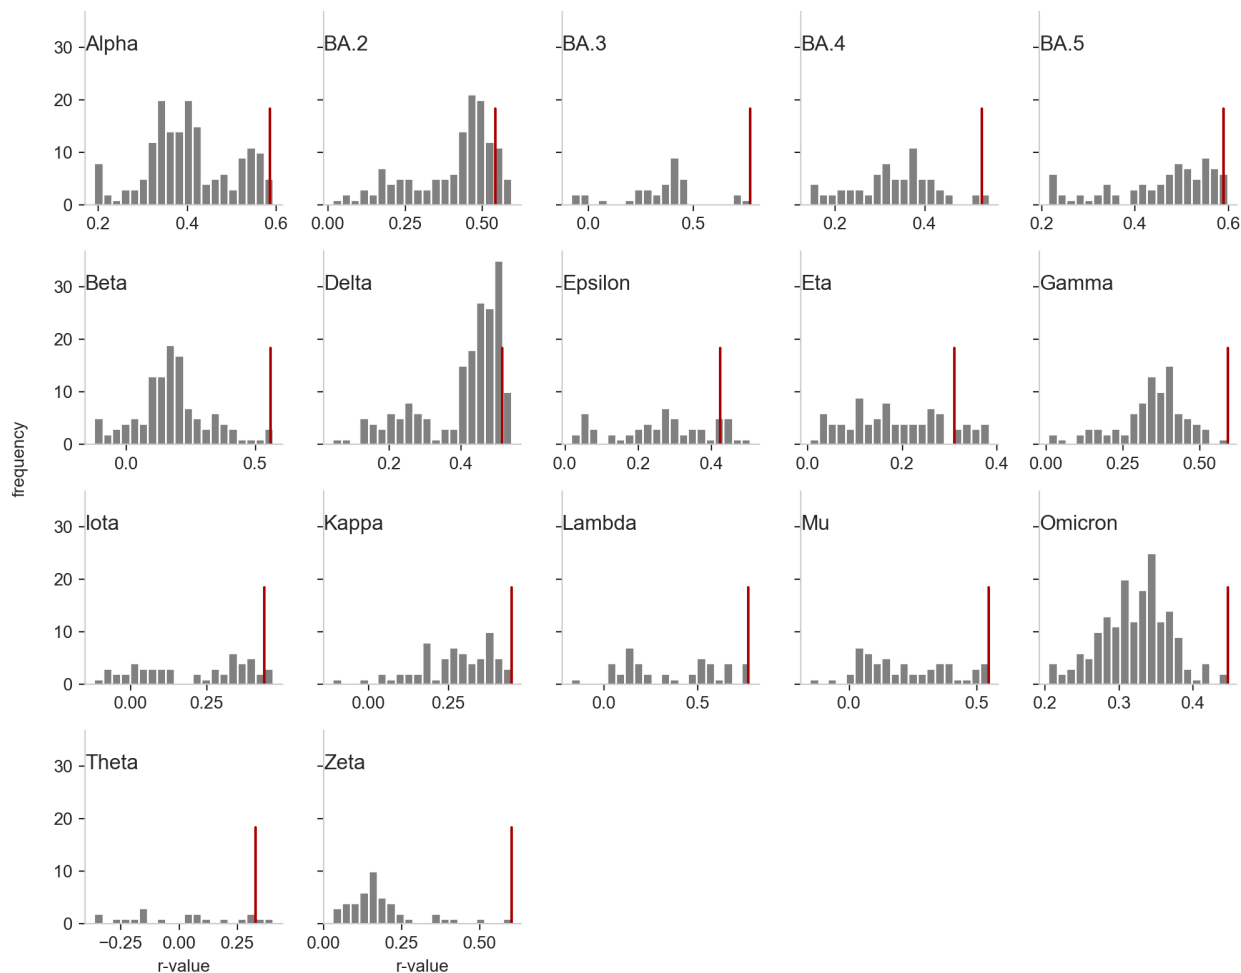 30 Alpha BA.2 BA.3 BA.4 BA.5
20
10
0
0.2 0.4 0.6 0.00 0.25 0.50 0.0 0.5 0.2 0.4 0.2 0.4 0.6
30 Beta Delta Epsilon Eta Gamma
20
10
0
0.0 0.5 0.2 0.4 0.0 0.2 0.4 0.0 0.2 0.4 0.00 0.25 0.50
frequency
30 Iota Kappa Lambda Mu Omicron
20
10
0
0.00 0.25 0.00 0.25 0.0 0.5 0.0 0.5 0.2 0.3 0.4
30 Theta Zeta
20
10
0
−0.25 0.00 0.25 0.00 0.25 0.50
r-value r-value